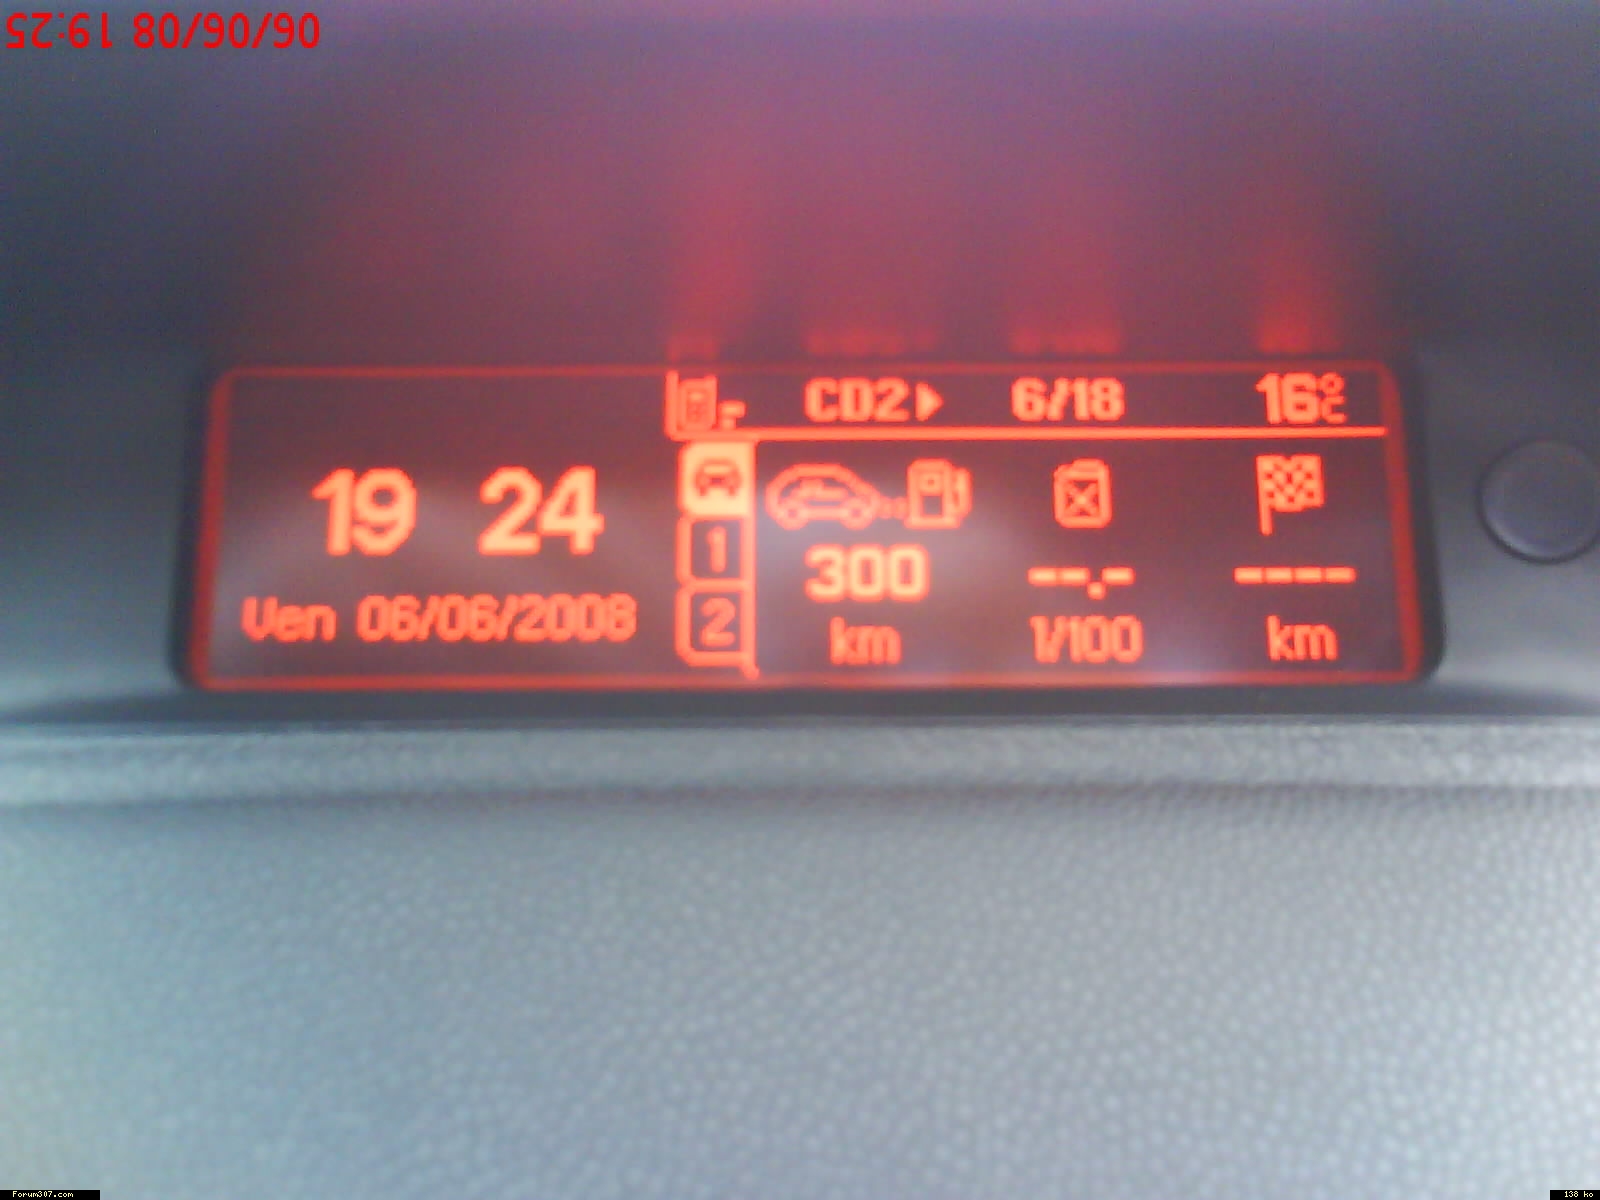 06/06/08 19:25
CD2 6/18 16°C
19 24
1
300 --.- ----
Ven 06/06/2008
2
km l/100 km
Forum307.com
138 ko